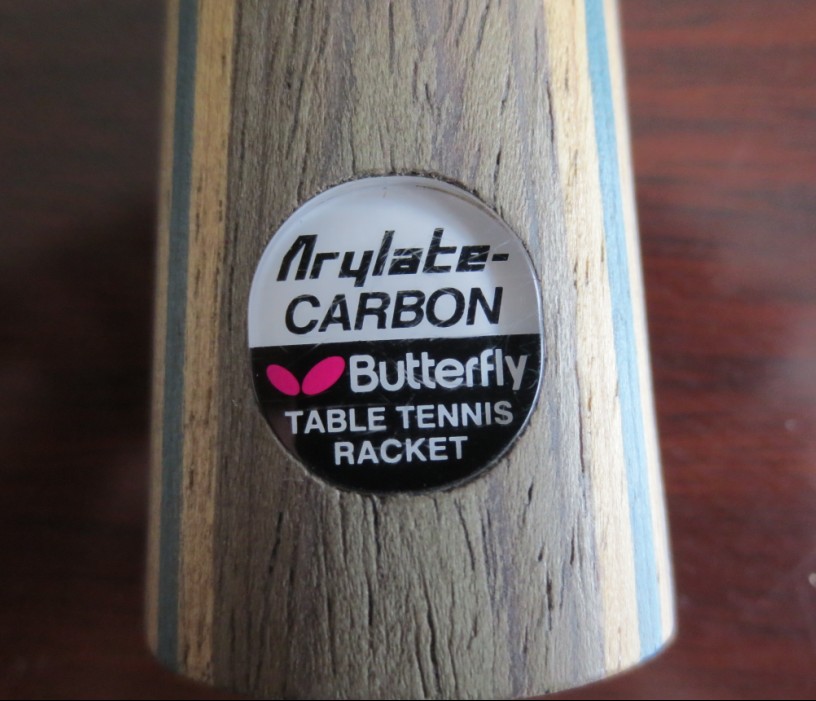 Arylate-
CARBON
Butterfly
TABLE TENNIS
RACKET